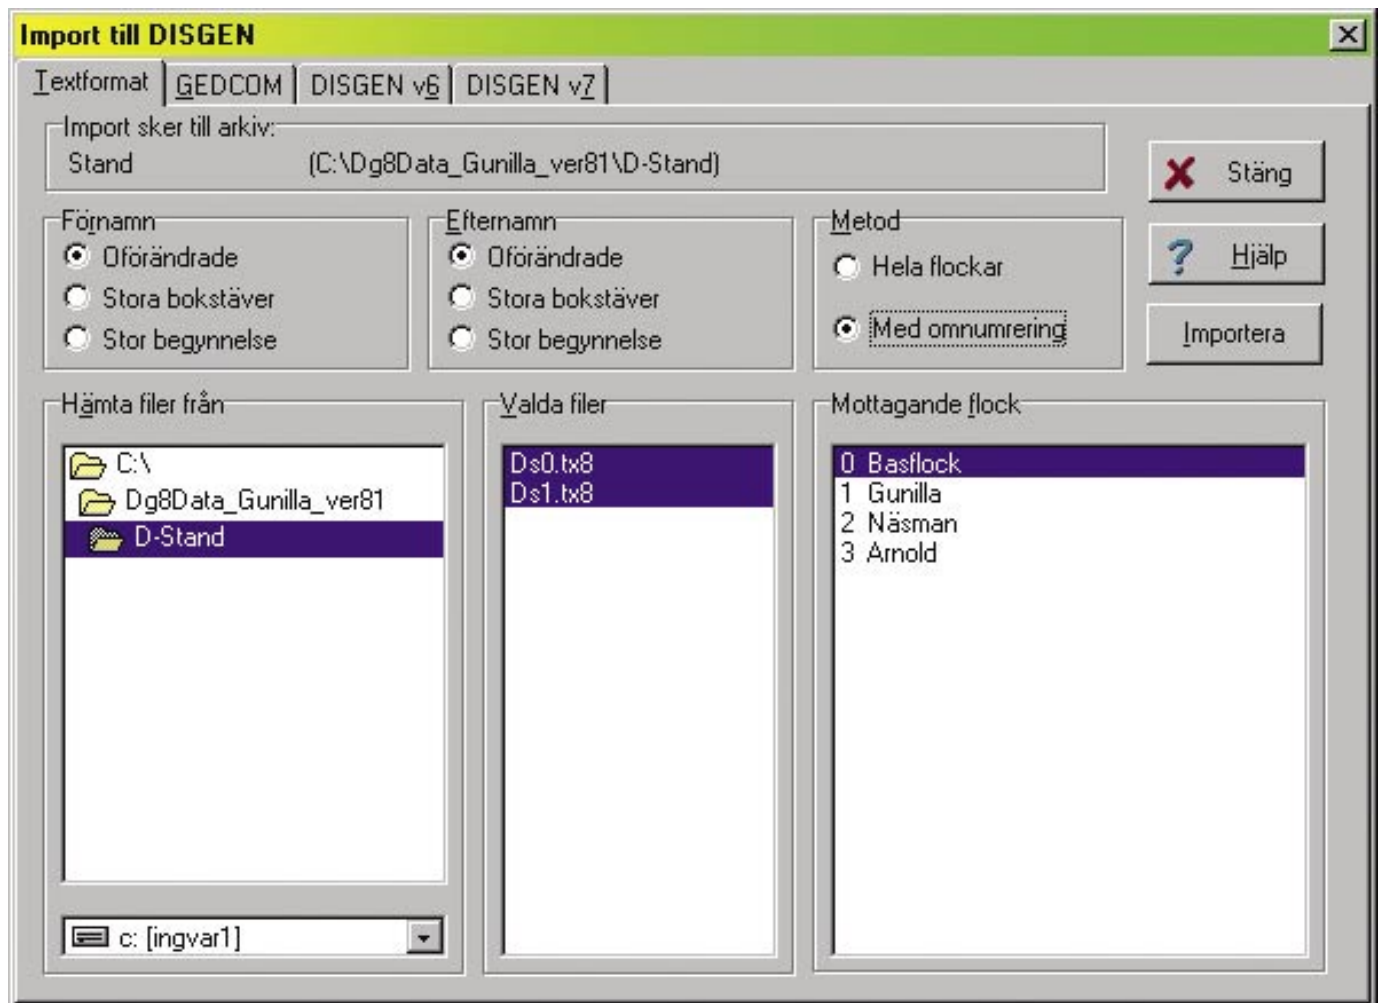 Import till DISGEN
Textformat GEDCOM DISGEN v6 DISGEN v7
Import sker till arkiv:
Stand (C:\Dg8Data_Gunilla_ver81\D-Stand)
Stäng
Hjälp
Importera
Förnamn
Oförändrade
Stora bokstäver
Stor begynnelse
Efternamn
Oförändrade
Stora bokstäver
Stor begynnelse
Metod
Hela flockar
Med omnumrering
Hämta filer från
C:\
Dg8Data_Gunilla_ver81
D-Stand
c: [ingvar1]
Valda filer
Ds0.tx8
Ds1.tx8
Mottagande flock
0 Basflock
1 Gunilla
2 Näsman
3 Arnold